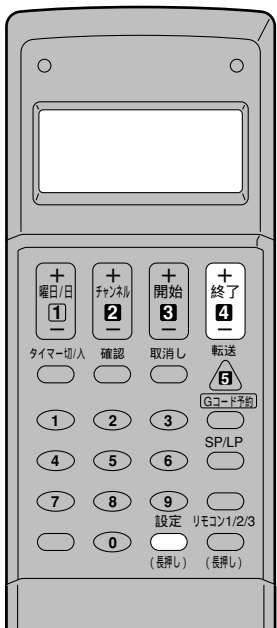 + + + +
曜日/日 チャンネル 開始 終了
1 2 3 4
− − − −
タイマー切/入 確認 取消し 転送
5
Gコード予約
1 2 3
SP/LP
4 5 6
7 8 9
設定 リモコン1/2/3
0
(長押し) (長押し)